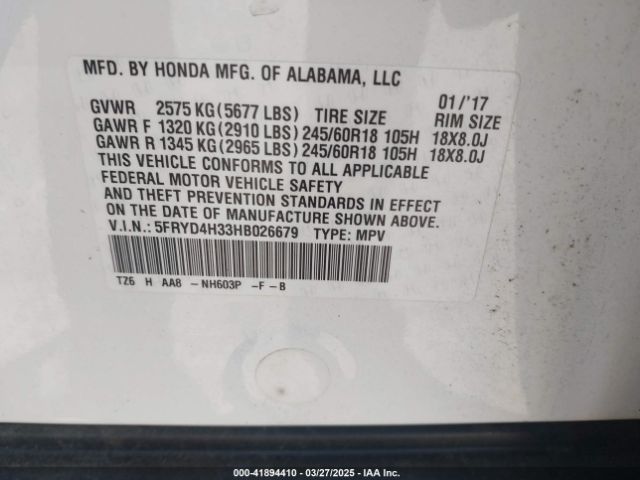 MFD. BY HONDA MFG. OF ALABAMA, LLC
01/'17
GVWR 2575 KG (5677 LBS) TIRE SIZE RIM SIZE
GAWR F 1320 KG (2910 LBS) 245/60R18 105H 18X8.0J
GAWR R 1345 KG (2965 LBS) 245/60R18 105H 18X8.0J
THIS VEHICLE CONFORMS TO ALL APPLICABLE
FEDERAL MOTOR VEHICLE SAFETY
AND THEFT PREVENTION STANDARDS IN EFFECT
ON THE DATE OF MANUFACTURE SHOWN ABOVE.
V.I.N.: 5FRYD4H33HB026679 TYPE: MPV
TZ6 H AA8 - NH603P -F - B
00-41894410 | 03/27/2025 | IAA Inc.